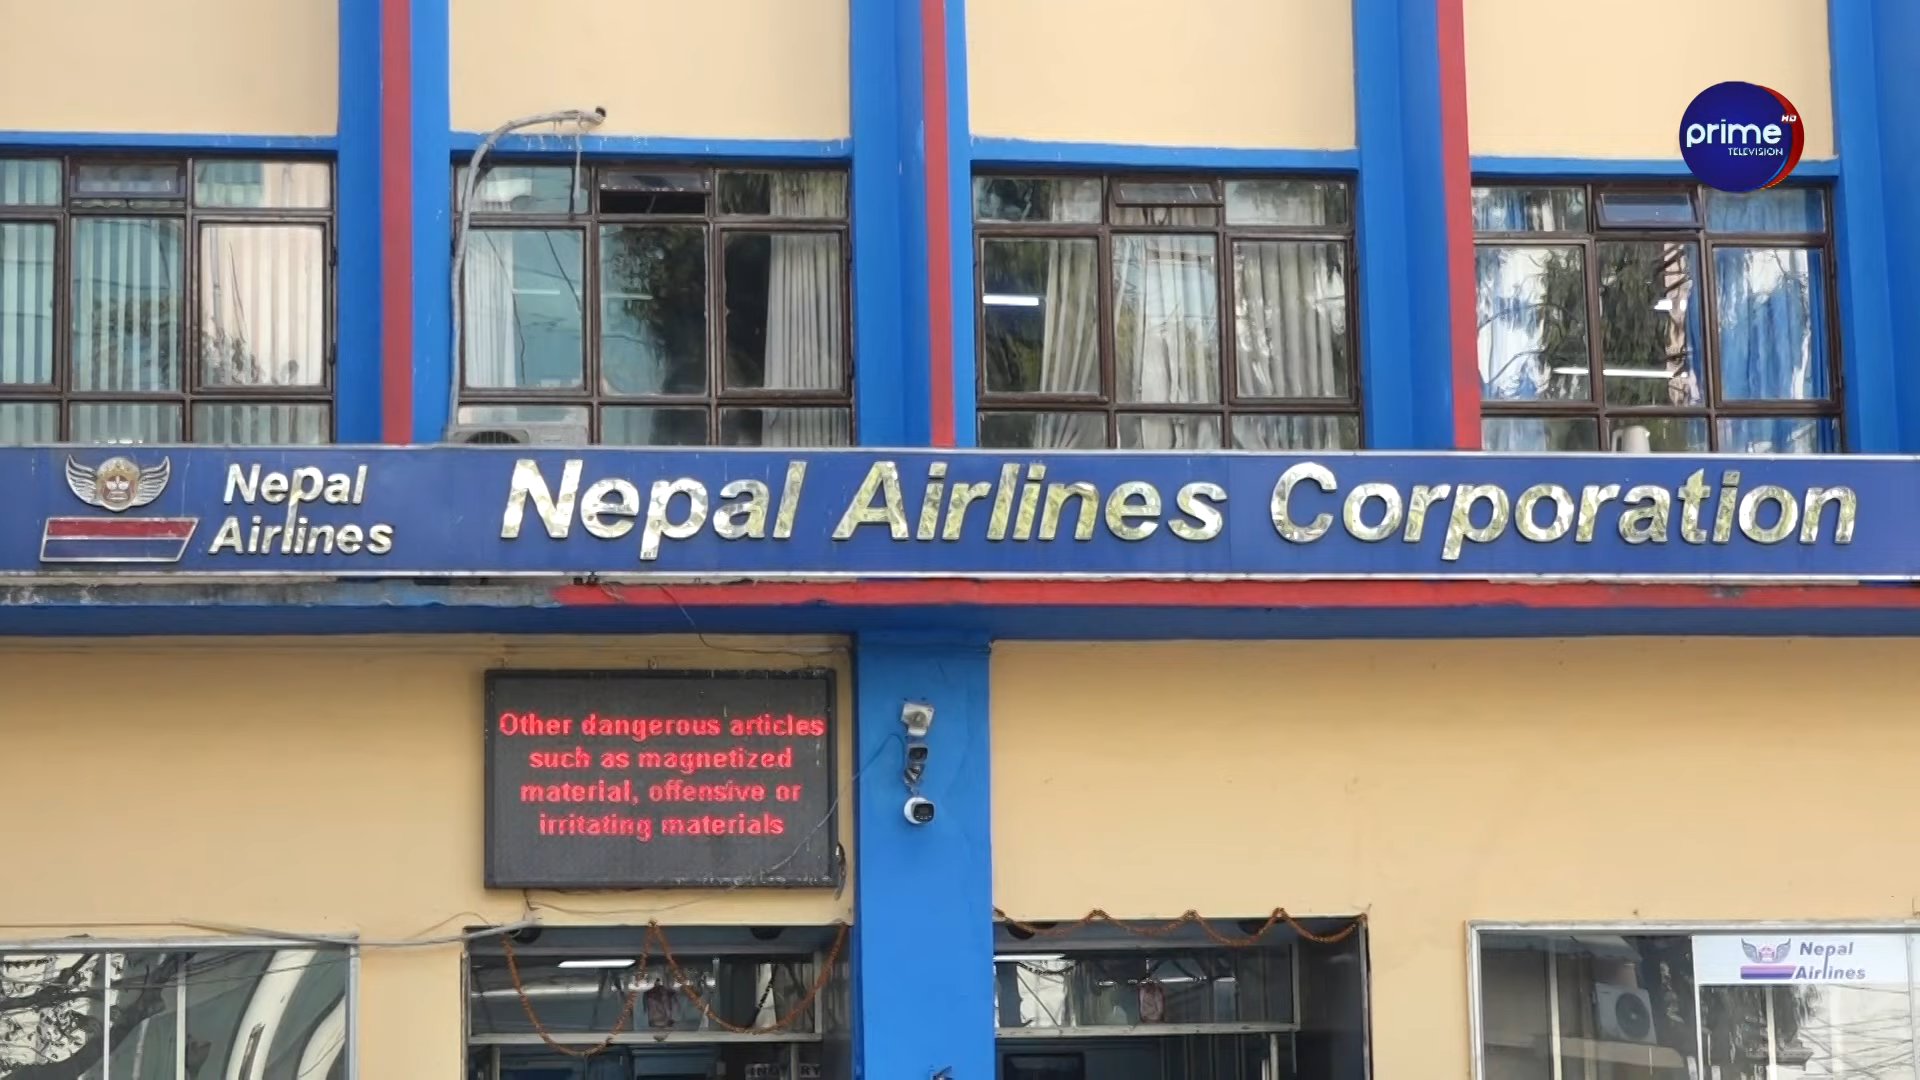 prime HD
TELEVISION
Nepal
Airlines
Nepal Airlines Corporation
Other dangerous articles
such as magnetized
material, offensive or
irritating materials
Nepal
Airlines